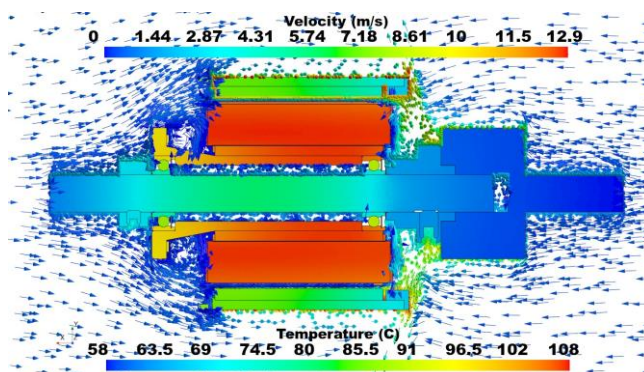 Velocity (m/s)
0 1.44 2.87 4.31 5.74 7.18 8.61 10 11.5 12.9
Temperature (C)
58 63.5 69 74.5 80 85.5 91 96.5 102 108